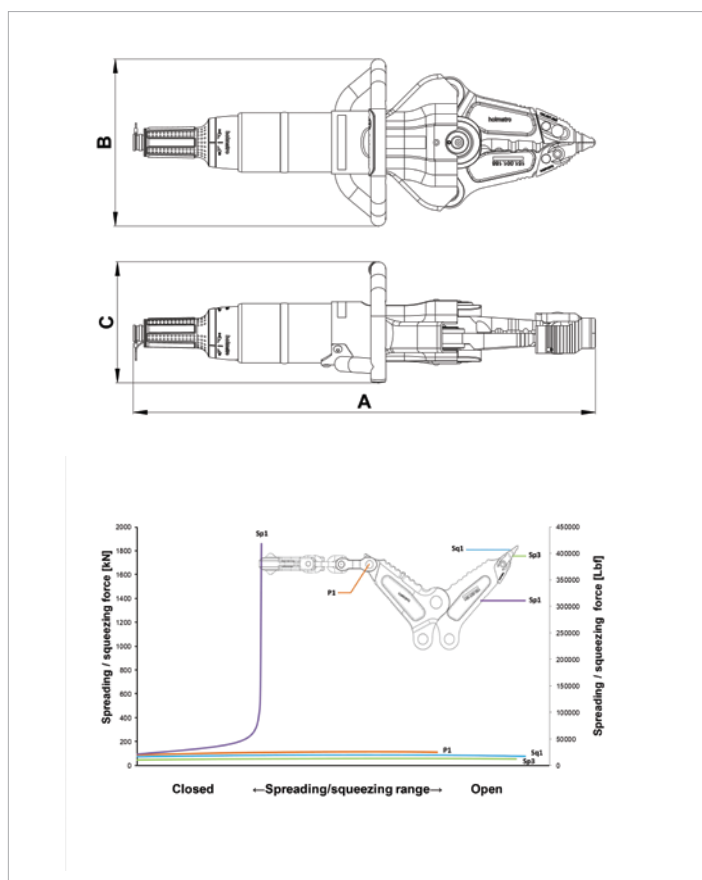 B
holmatro
C
A
Sp1
Sq1
Sp3
P1
Sp1
Spreading / squeezing force [kN]
2000
1800
1600
1400
1200
1000
800
600
400
200
0
450000
400000
350000
300000
250000
200000
150000
100000
50000
0
Spreading / squeezing force [Lbf]
P1
Sq1
Sp3
Closed ←Spreading/squeezing range→ Open